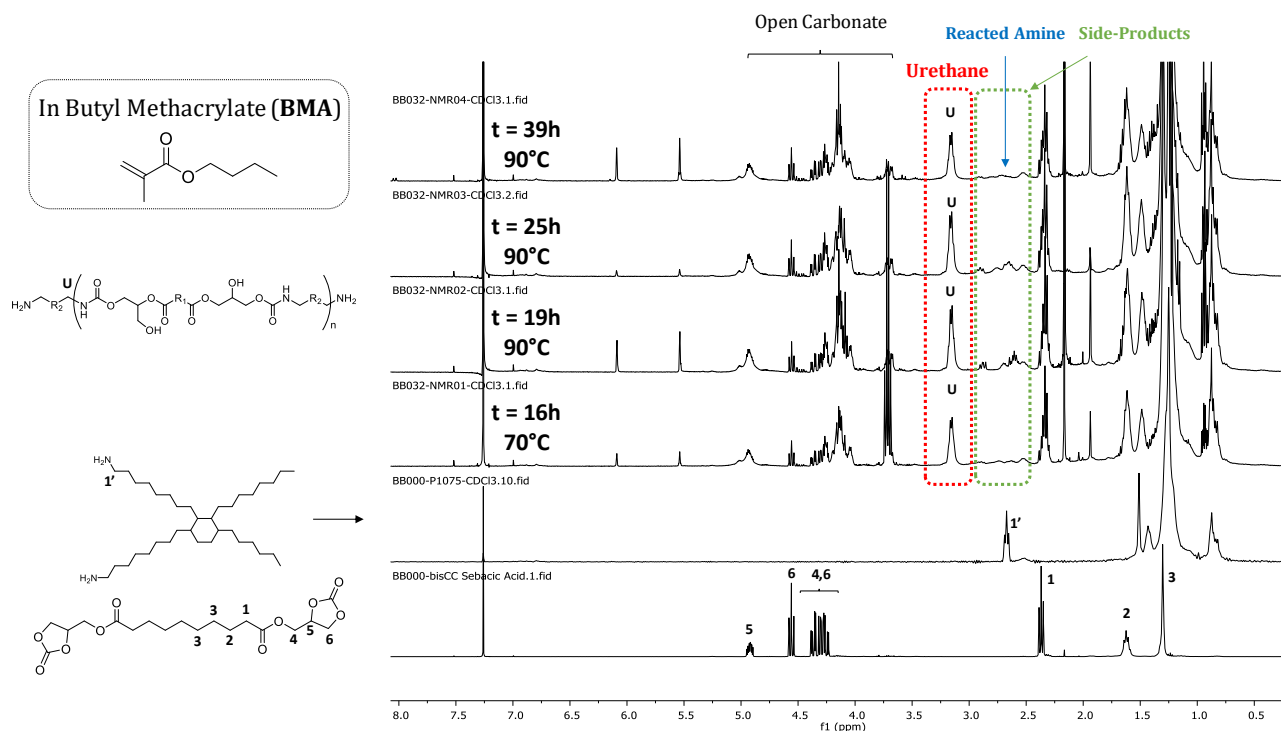 Open Carbonate
Reacted Amine
Side-Products
Urethane
In Butyl Methacrylate (BMA)
O
O
BB032-NMR04-CDCl3.1.fid
t = 39h
90°C
U
BB032-NMR03-CDCl3.2.fid
t = 25h
90°C
U
BB032-NMR02-CDCl3.1.fid
t = 19h
90°C
U
BB032-NMR01-CDCl3.1.fid
t = 16h
70°C
U
U
H2N R2 N H O O O O R1 O O OH O O O N H R2 NH2 n
OH
BB000-P1075-CDCl3.10.fid
H2N
1'
H2N
1'
BB000-bisCC Sebacic Acid.1.fid
O O O O O O O O O O
3 3 3 2 1 4 5 6
5
6
4,6
1
2
3
8.0 7.5 7.0 6.5 6.0 5.5 5.0 4.5 4.0 3.5 3.0 2.5 2.0 1.5 1.0 0.5
f1 (ppm)